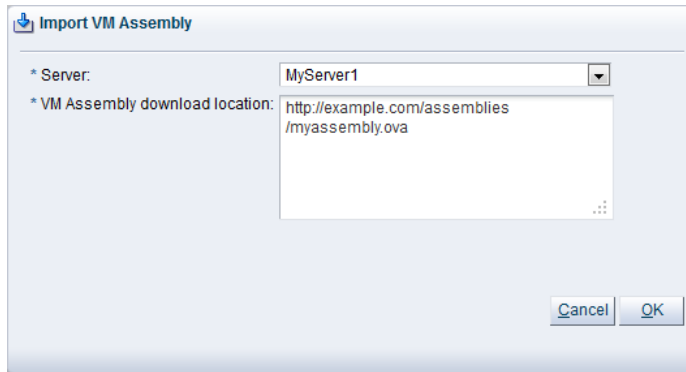 Import VM Assembly
* Server: MyServer1
* VM Assembly download location: http://example.com/assemblies
/myassembly.ova
Cancel OK